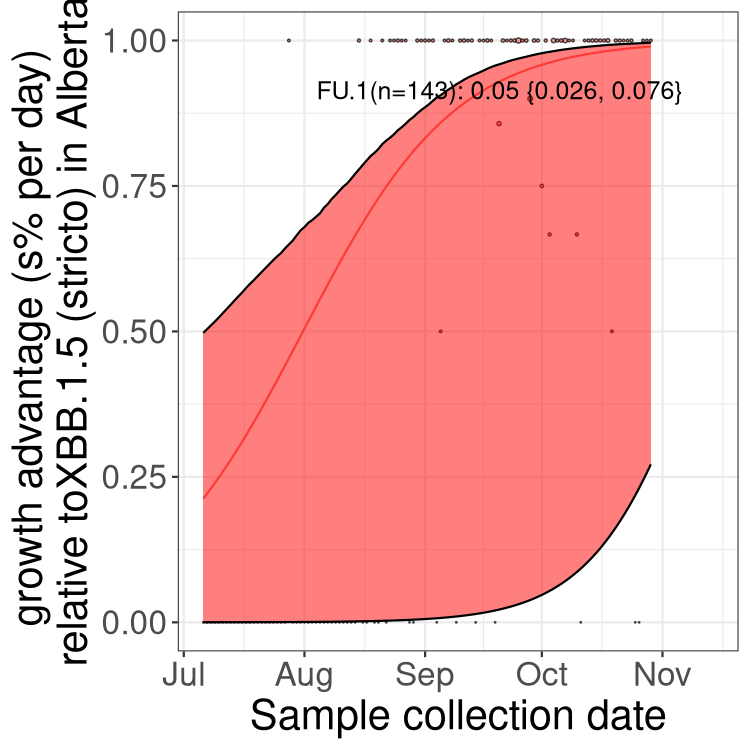 growth advantage (s% per day)
relative toXBB.1.5 (stricto) in Alberta
1.00
0.75
0.50
0.25
0.00
FU.1(n=143): 0.05 {0.026, 0.076}
Jul Aug Sep Oct Nov
Sample collection date